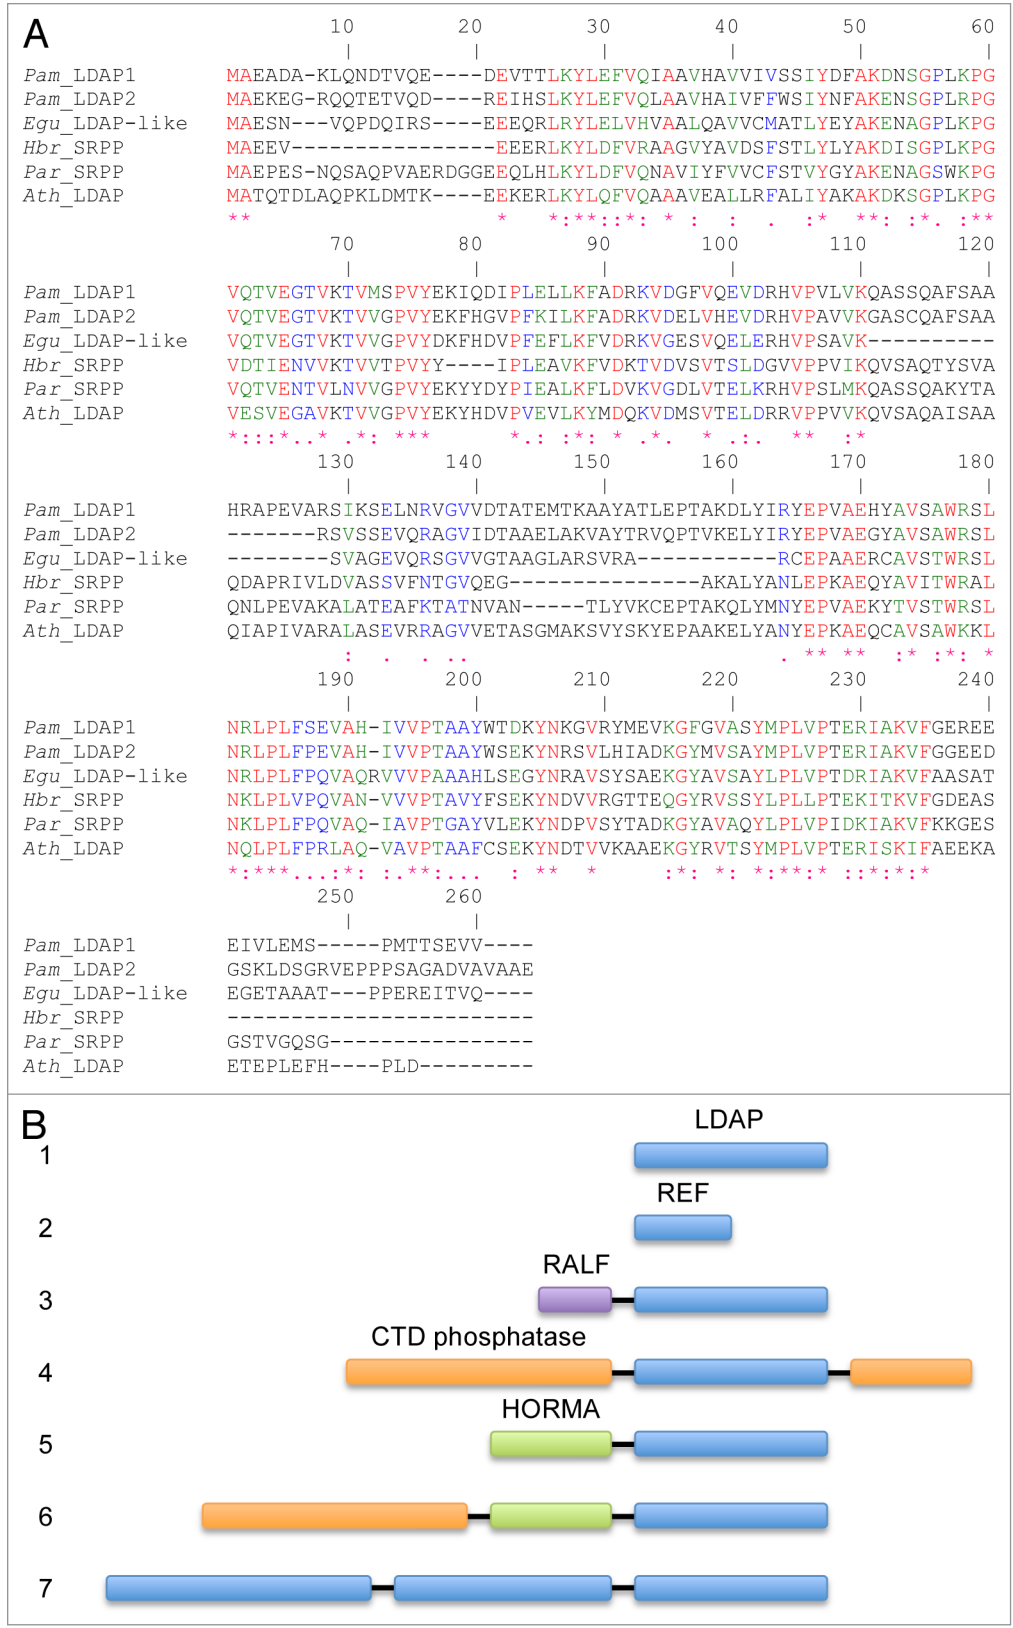 A
10 20 30 40 50 60
| | | | | |
Pam_LDAP1 MAEADA-KLQNDTVQE----DEVTTLKYLEFVQIAAVHAVVIVSSIYDFAKDNSGPLKPG
Pam_LDAP2 MAEKEG-RQQTETVQD----REIHSLKYLEFVQLAAVHAIVFFWSIYNFAKENSGPLRPG
Egu_LDAP-like MAESN---VQPDQIRS----EEEQRLRYLELVHVAALQAVVCMATLYEYAKENAGPLKPG
Hbr_SRPP MAEEV----------------EEERLKYLDFVRAAGVYAVDSFSTLYLYAKDISGPLKPG
Par_SRPP MAEPES-NQSAQPVAERDGGEEQLHLKYLDFVQNAVIYFVVCFSTVYGYAKENAGSWKPG
Ath_LDAP MATQTDLAQPKLDMTK----EEKERLKYLQFVQAAAVEALLRFALIYAKAKDKSGPLKPG
** * *:**::*: * : : . :* **: :*. :**
70 80 90 100 110 120
| | | | | |
Pam_LDAP1 VQTVEGTVKTVMSPVYEKIQDIPLELLKFADRKVDGFVQEVDRHVPVLVKQASSQAFSAA
Pam_LDAP2 VQTVEGTVKTVVGPVYEKFHGVPFKILKFADRKVDELVHEVDRHVPAVVKGASCQAFSAA
Egu_LDAP-like VQTVEGTVKTVVGPVYDKFHDVPFEFLKFVDRKVGESVQELERHVPSAVK----------
Hbr_SRPP VDTIENVVKTVVTPVYY----IPLEAVKFVDKTVDVSVTSLDGVVPPVIKQVSAQTYSVA
Par_SRPP VQTVENTVLNVVGPVYEKYYDYPIEALKFLDVKVGDLVTELKRHVPSLMKQASSQAKYTA
Ath_LDAP VESVEGAVKTVVGPVYEKYHDVPVEVLKYMDQKVDMSVTELDRRVPPVVKQVSAQAISAA
*:::*..* .*: *** *.: :*: * .*. * .:. ** :*
130 140 150 160 170 180
| | | | | |
Pam_LDAP1 HRAPEVARSIKSELNRVGVVDTATEMTKAAYATLEPTAKDLYIRYEPVAEHYAVSAWRSL
Pam_LDAP2 -------RSVSSEVQRAGVIDTAAELAKVAYTRVQPTVKELYIRYEPVAEHYAVSAWRSL
Egu_LDAP-like -------SVAGEVQRSGVVGTAAGLARSVRA-----------RCEPAAERCAVSTWRSL
Hbr_SRPP QDAPRIVLDVASSVFNTGVQEG---------------AKALYANLEPKAEQYAVITWRAL
Par_SRPP QNLPEVAKALATEAFKTATNVAN-----TLYVKCEPTAKQLYMNYEPVAEKYTVSTWRSL
Ath_LDAP QIAPIVARALASEVRRAGVVETASGMAKSVYSKYEPAAKELYANYEPKAEQCAVSAWKKL
: . . .. . ** ** :* :*: *
190 200 210 220 230 240
| | | | | |
Pam_LDAP1 NRLPLFSEVAH-IVVPTAAYWTDKYNKGVRYMEVKGFGVASYMPLVPTERIAKVFGEREE
Pam_LDAP2 NRLPLFPEVAH-IVVPTAAYWSEKYNRSVLHIADKGYMVSAYMPLVPTERIAKVFGGEED
Egu_LDAP-like NRLPLFPQVAQRVVVPAAAHLSEGYNRAVSYSAEKGYAVSAYLPLVPTDRIAKVFAASAT
Hbr_SRPP NKLPLVPQVAN-VVVPTAVYFSEKYNDVVRGTTEQGYRVSSYLPLLPTEKITKVFGDEAS
Par_SRPP NKLPLFPQVAQ-IAVPTGAYVLEKYNDPVSYTADKGYAVAQYLPLVPIDKIAKVFKKGES
Ath_LDAP NQLPLFPRLAQ-VAVPTAAFCSEKYNDTVVKAAEKGYRVTSYMPLVPTERISKIFAEEKA
*:***...:*: :.**:... : ** * :*: *: *:**:* ::*:*:*
250 260
| |
Pam_LDAP1 EIVLEMS-----PMTTSEVV----
Pam_LDAP2 GSKLDSGRVEPPPSAGADVAVAAE
Egu_LDAP-like EGETAAAT---PPEREITVQ----
Hbr_SRPP ------------------------
Par_SRPP GSTVGQSG----------------
Ath_LDAP ETEPLEFH----PLD---------
B
LDAP
1
REF
2
RALF
3
CTD phosphatase
4
HORMA
5
6
7